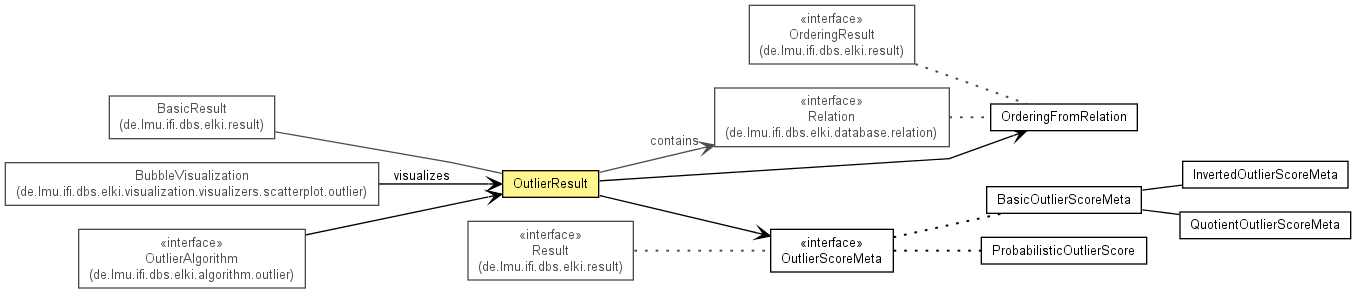 «interface»
OrderingResult
(de.lmu.ifi.dbs.elki.result)
BasicResult
(de.lmu.ifi.dbs.elki.result)
«interface»
Relation
(de.lmu.ifi.dbs.elki.database.relation)
OrderingFromRelation
contains
BubbleVisualization
(de.lmu.ifi.dbs.elki.visualization.visualizers.scatterplot.outlier)
visualizes
OutlierResult
InvertedOutlierScoreMeta
BasicOutlierScoreMeta
QuotientOutlierScoreMeta
«interface»
OutlierAlgorithm
(de.lmu.ifi.dbs.elki.algorithm.outlier)
«interface»
Result
(de.lmu.ifi.dbs.elki.result)
«interface»
OutlierScoreMeta
ProbabilisticOutlierScore